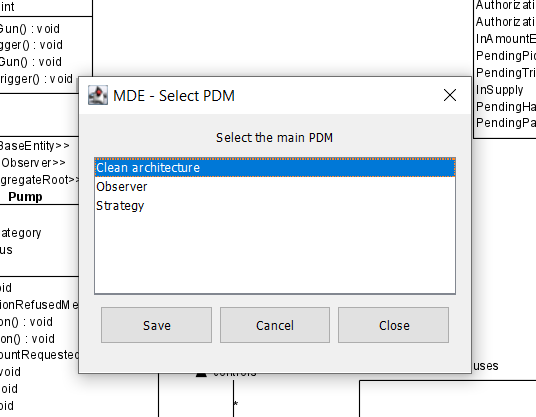 int
Gun() : void
gger() : void
Gun() : void
rigger() : void
Authorizati
Authorizati
InAmountE
PendingPic
PendingTri
InSupply
PendingHa
PendingPa
MDE - Select PDM
Select the main PDM
Clean architecture
Observer
Strategy
Save
Cancel
Close
BaseEntity>>
Observer>>
gregateRoot>>
Pump
ategory
us
oid
ionRefusedMe
on() : void
on() : void
ountRequested
void
void
oid
controls
*
uses